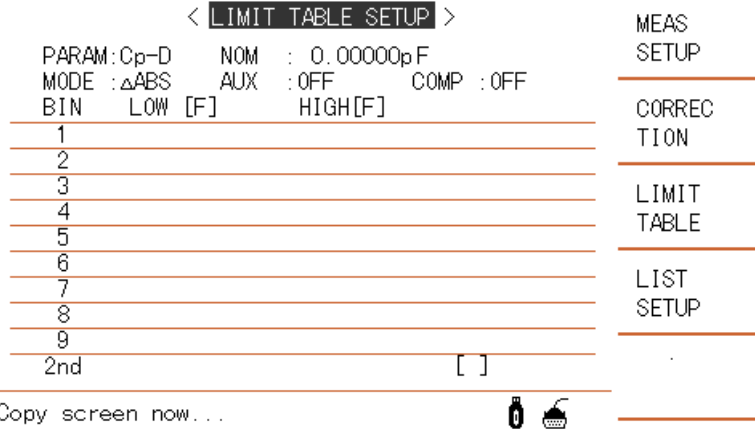 < LIMIT TABLE SETUP >
PARAM:Cp-D NOM : 0.00000pF
MODE :△ABS AUX :OFF COMP :OFF
BIN LOW [F] HIGH[F]
1
2
3
4
5
6
7
8
9
2nd [ ]
Copy screen now...
MEAS
SETUP
CORREC
TION
LIMIT
TABLE
LIST
SETUP